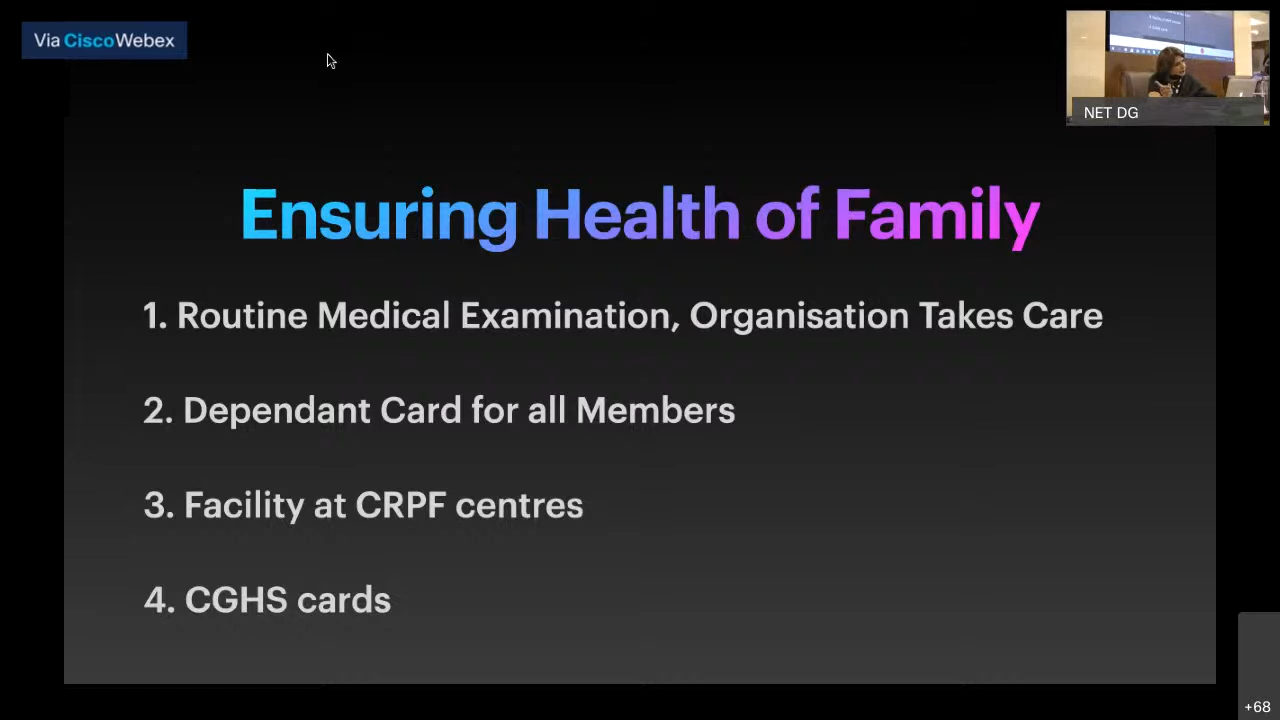 Via CiscoWebex
NET DG
Ensuring Health of Family
1. Routine Medical Examination, Organisation Takes Care
2. Dependant Card for all Members
3. Facility at CRPF centres
4. CGHS cards
+68